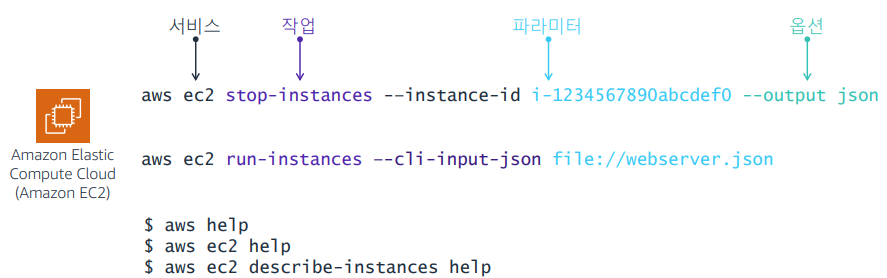 서비스 작업 파라미터 옵션
aws ec2 stop-instances --instance-id i-1234567890abcdef0 --output json
Amazon Elastic
Compute Cloud
(Amazon EC2)
aws ec2 run-instances --cli-input-json file://webserver.json
$ aws help
$ aws ec2 help
$ aws ec2 describe-instances help